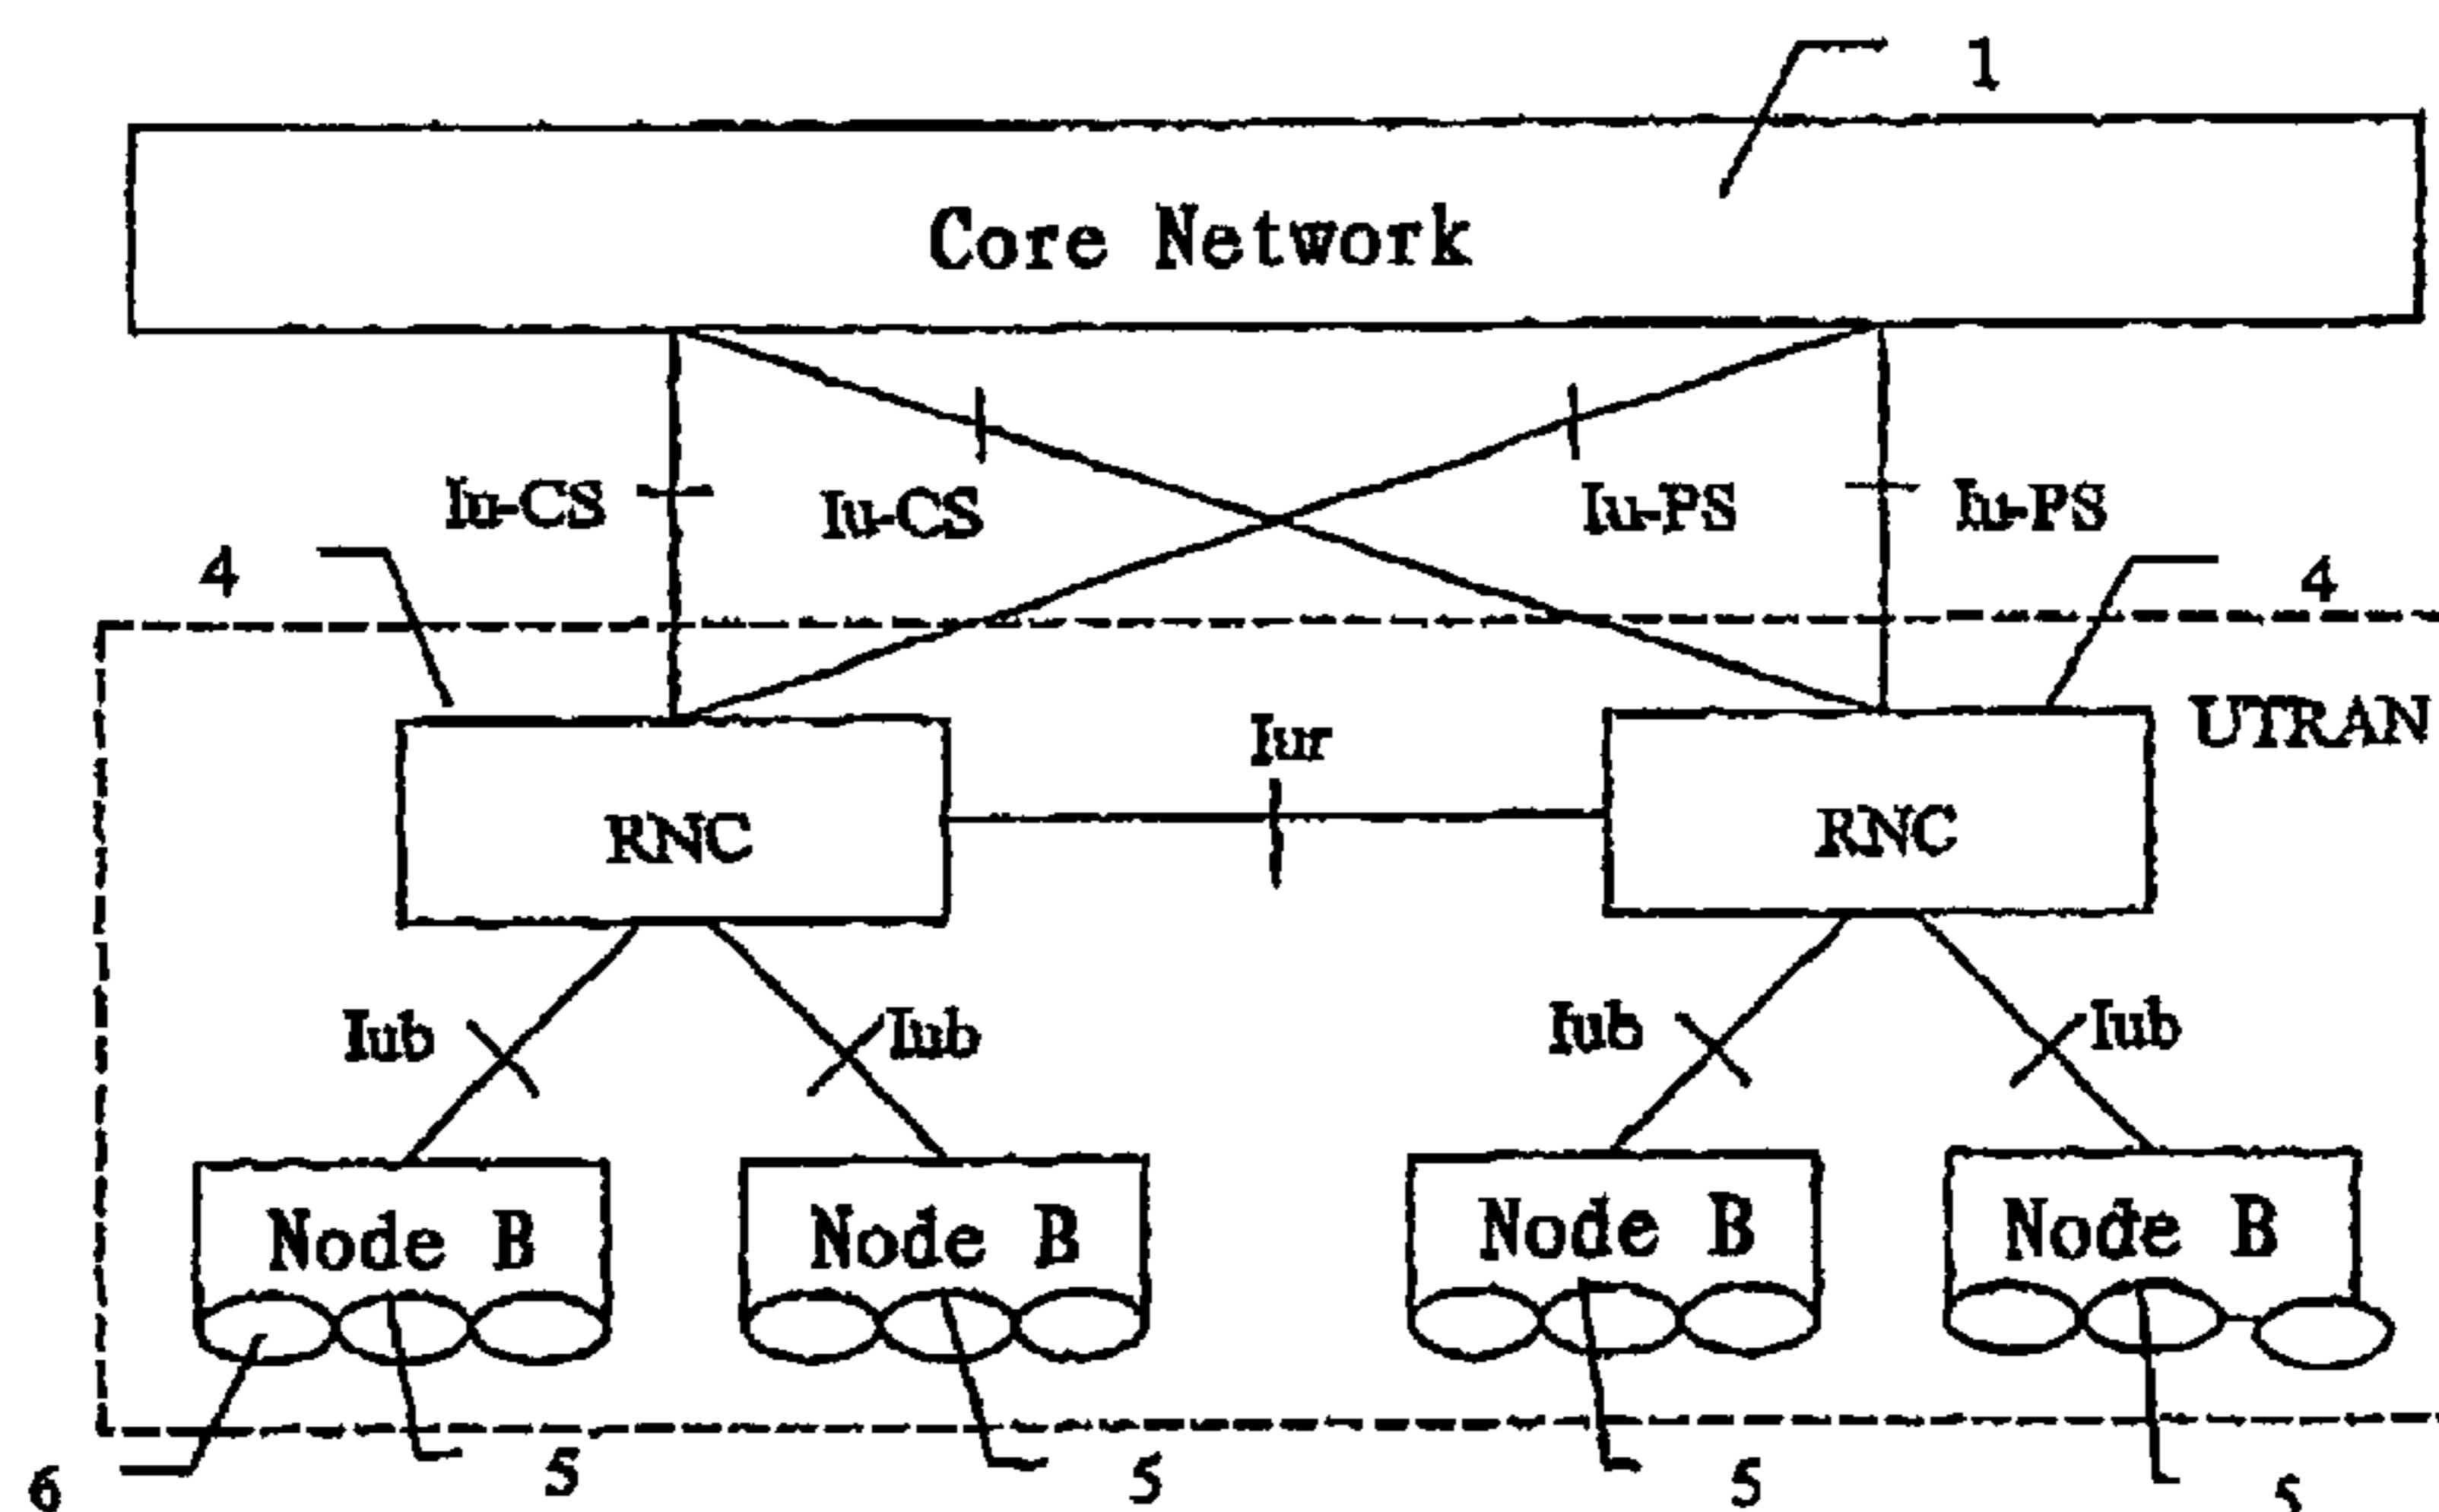 1
Core Network
Iu-CS
Iu-CS
Iu-PS
Iu-PS
4
4
UTRAN
Iur
RNC
RNC
Iub
Iub
Iub
Iub
Node B
Node B
Node B
Node B
6
5
5
5
5